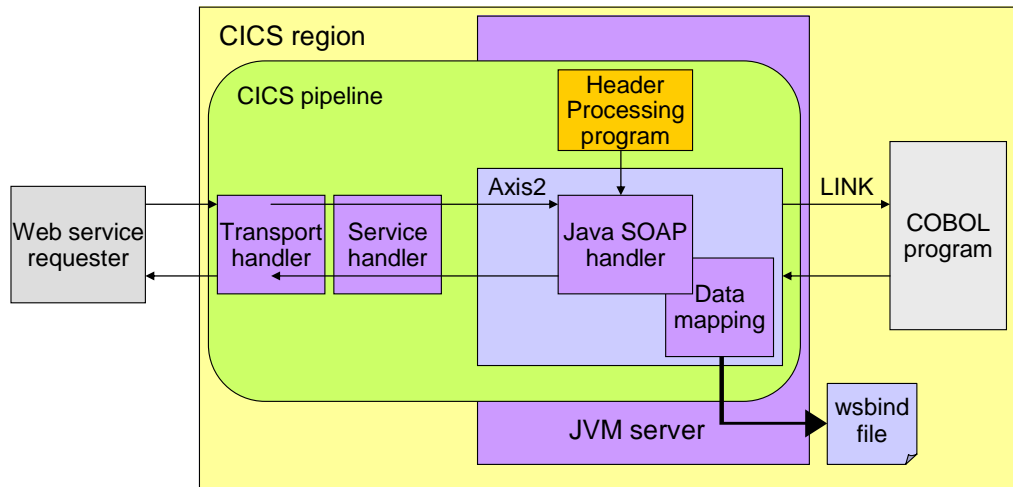 CICS region
CICS pipeline
Header
Processing
program
Axis2
LINK
Web service
requester
Transport
handler
Service
handler
Java SOAP
handler
COBOL
program
Data
mapping
JVM server
wsbind
file